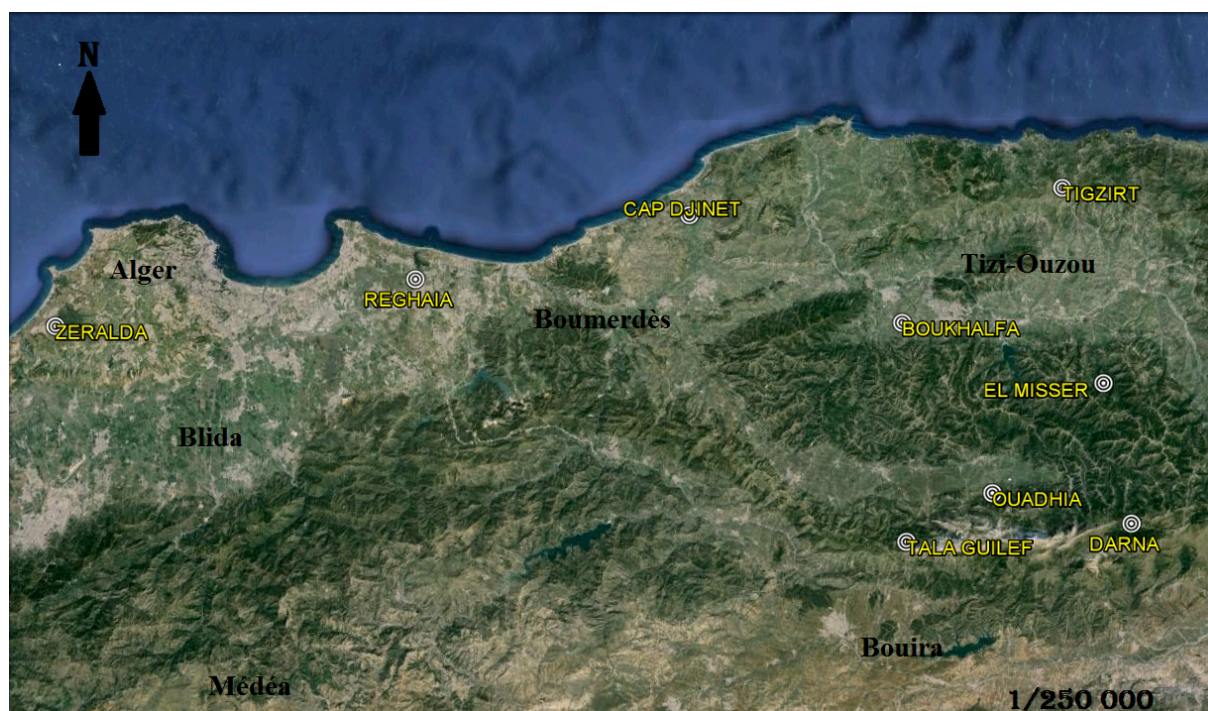 N
TIGZIRT
CAP DJINET
Alger
Tizi-Ouzou
REGHAIA
ZERALDA
Boumerdès
BOUKHALFA
EL MISSER
Blida
OUADHIA
TALA GUILEF
DARNA
Bouira
Médéa
1/250 000